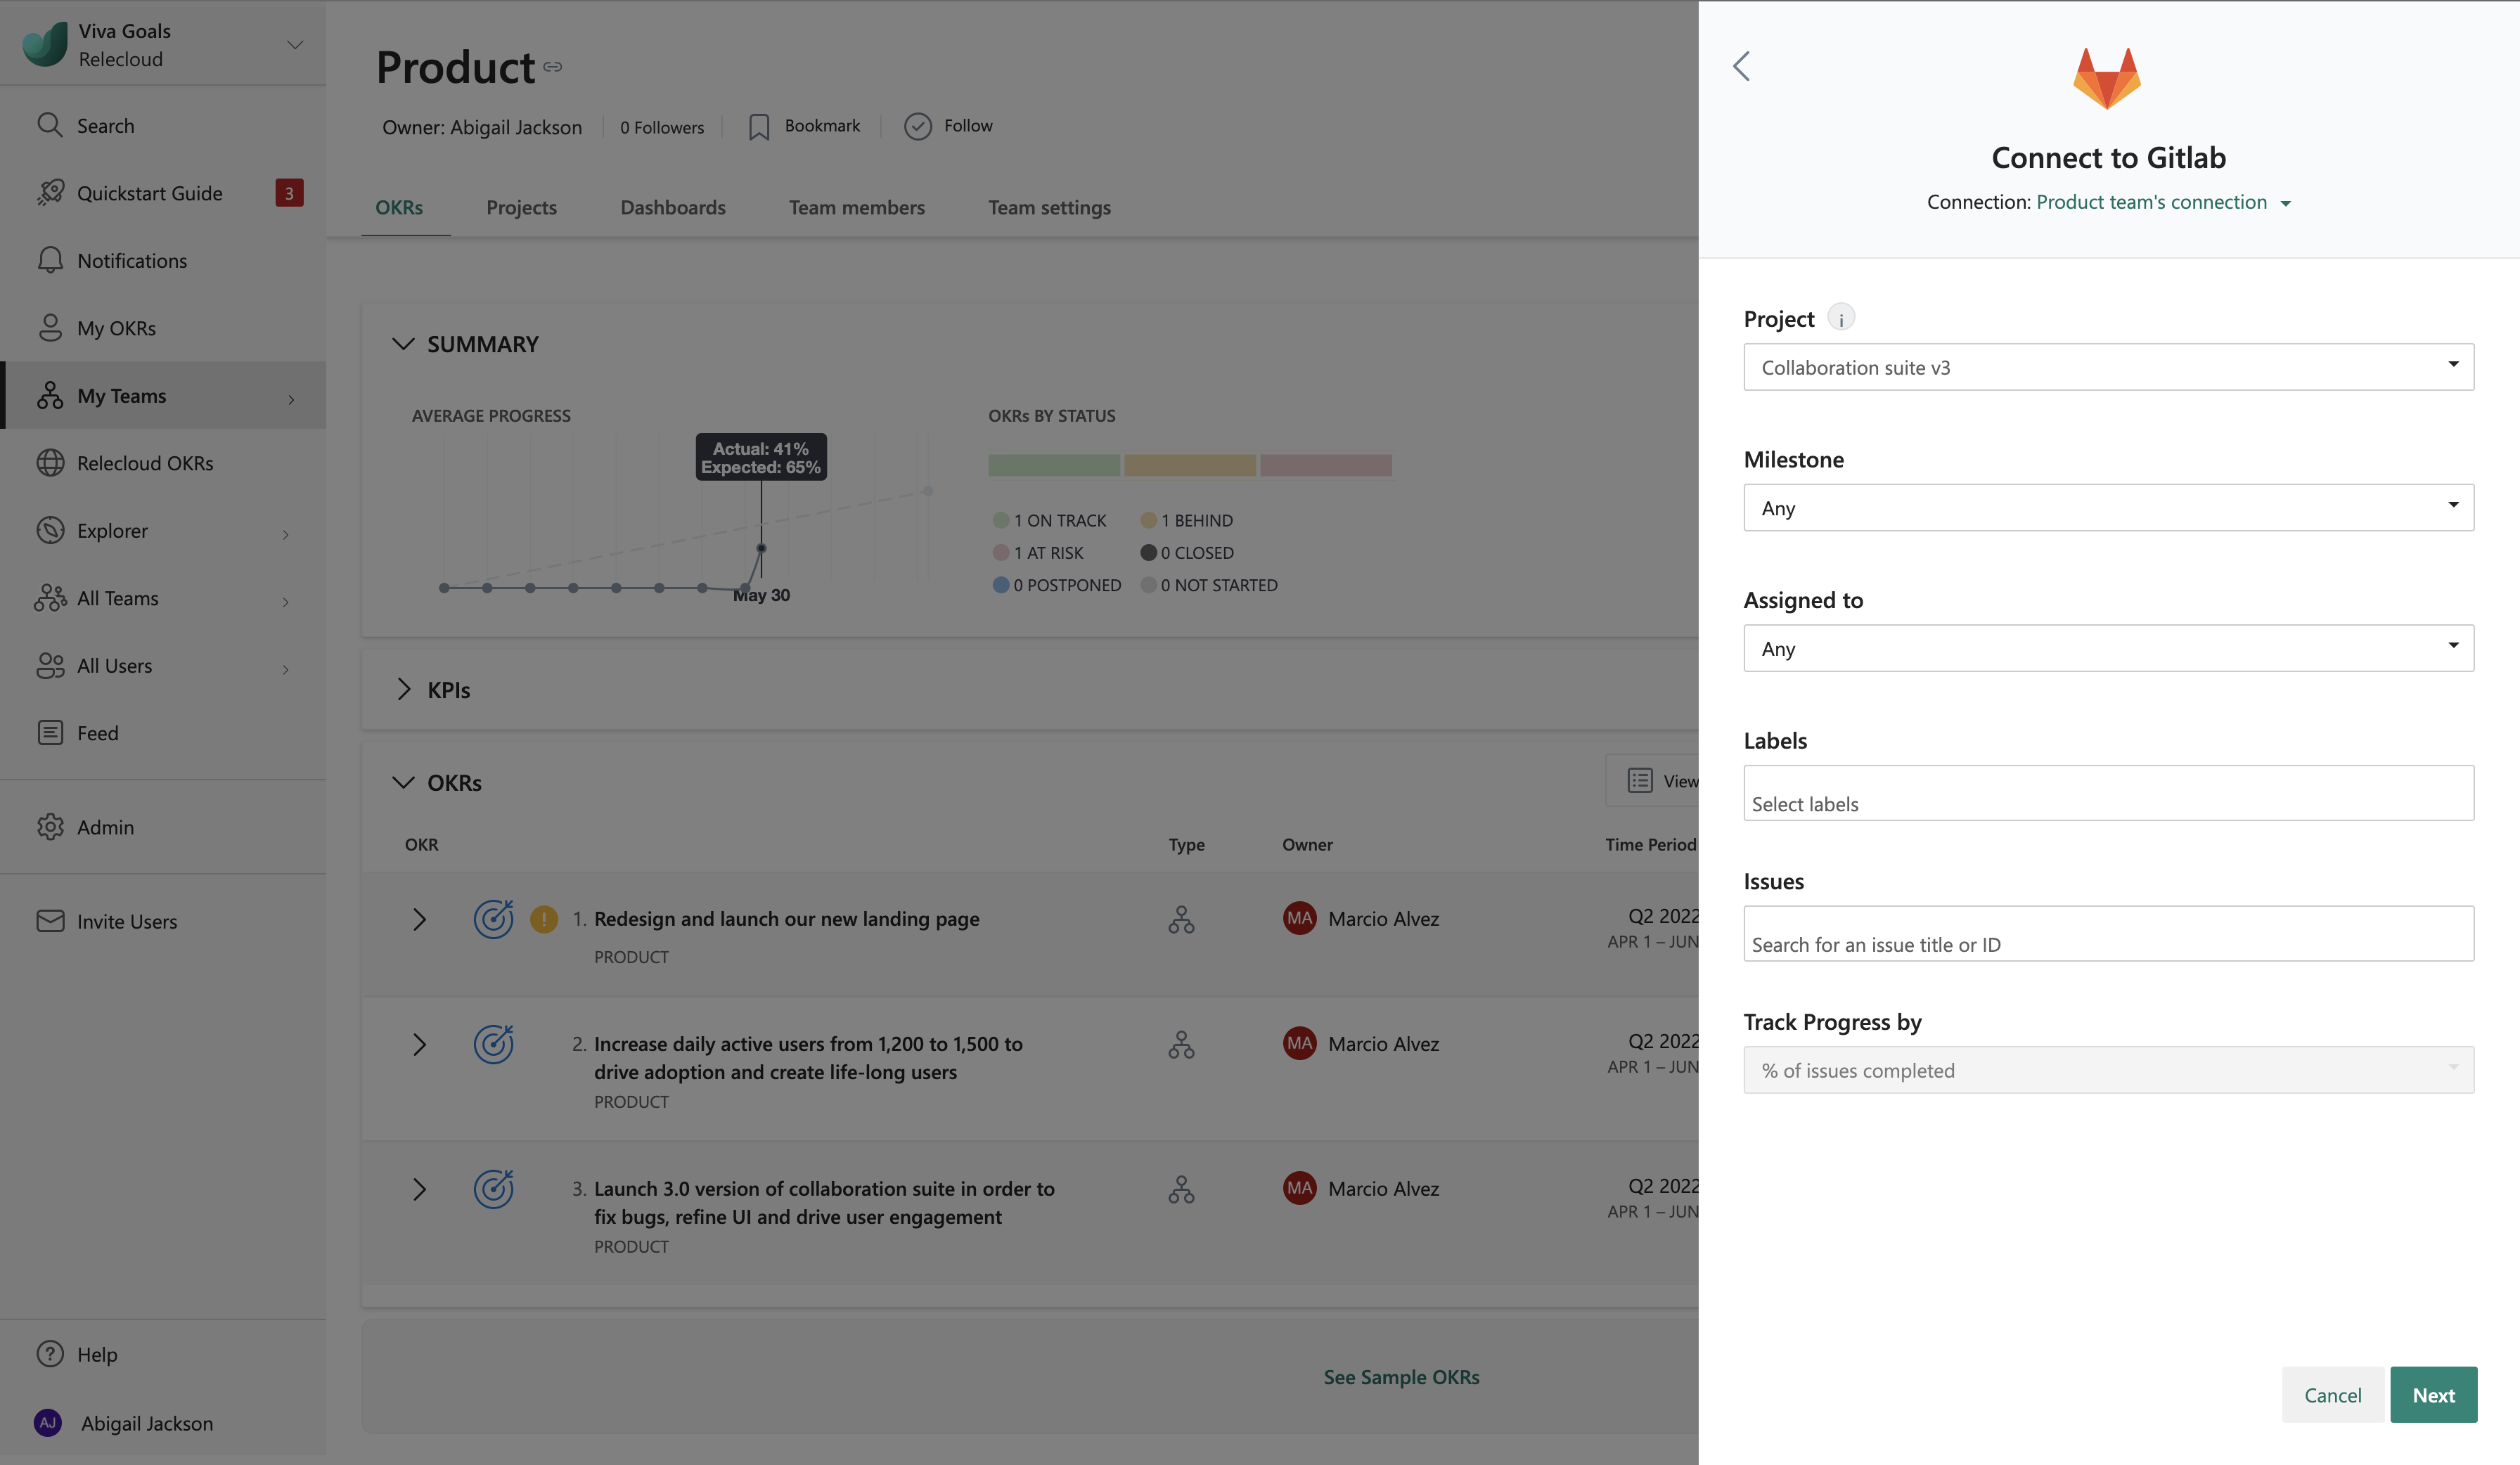 Viva Goals
Relecloud
Search
Quickstart Guide 3
Notifications
My OKRs
My Teams
Relecloud OKRs
Explorer
All Teams
All Users
Feed
Admin
Invite Users
Help
AJ Abigail Jackson
Product
Owner: Abigail Jackson 0 Followers Bookmark Follow
OKRs Projects Dashboards Team members Team settings
SUMMARY
AVERAGE PROGRESS
Actual: 41%
Expected: 65%
May 30
OKRs BY STATUS
1 ON TRACK 1 BEHIND
1 AT RISK 0 CLOSED
0 POSTPONED 0 NOT STARTED
KPIs
OKRs View
OKR Type Owner Time Period
1. Redesign and launch our new landing page MA Marcio Alvez Q2 2022
PRODUCT APR 1 – JUN
2. Increase daily active users from 1,200 to 1,500 to MA Marcio Alvez Q2 2022
drive adoption and create life-long users APR 1 – JUN
PRODUCT
3. Launch 3.0 version of collaboration suite in order to MA Marcio Alvez Q2 2022
fix bugs, refine UI and drive user engagement APR 1 – JUN
PRODUCT
See Sample OKRs
Connect to Gitlab
Connection: Product team's connection
Project i
Collaboration suite v3
Milestone
Any
Assigned to
Any
Labels
Select labels
Issues
Search for an issue title or ID
Track Progress by
% of issues completed
Cancel Next